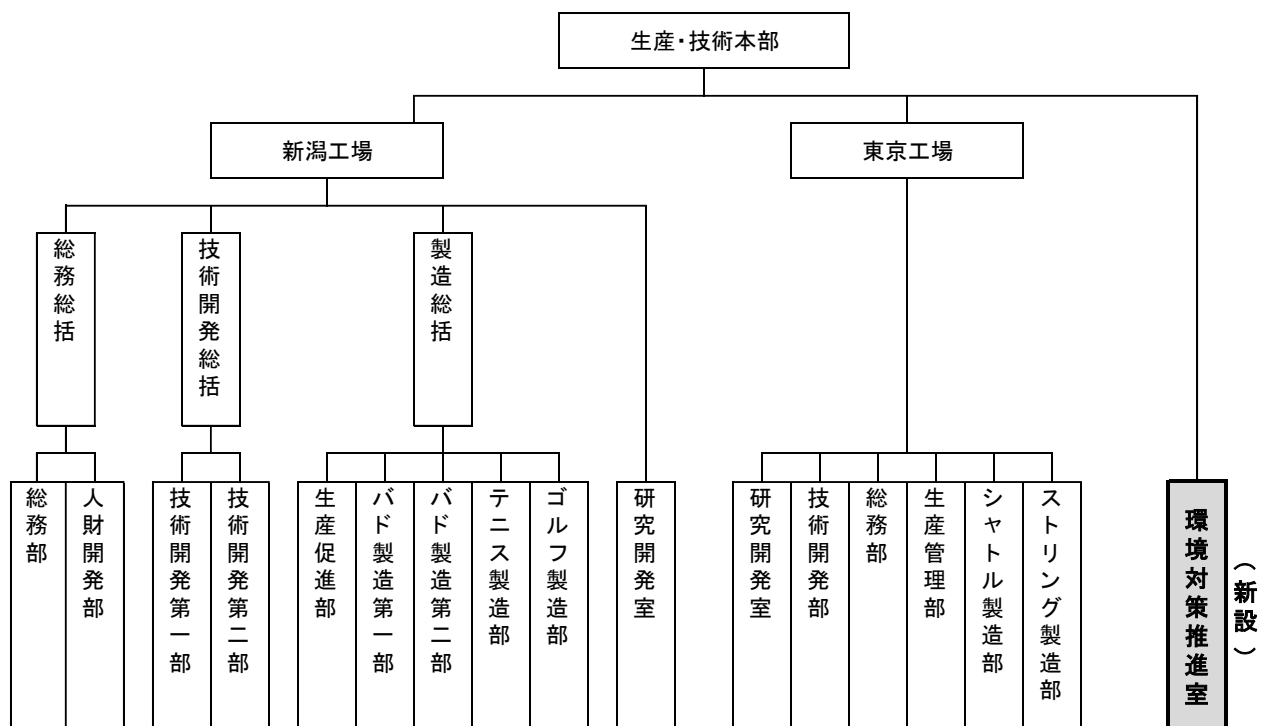 生産・技術本部
新潟工場
東京工場
総務総括
技術開発総括
製造総括
総務部
人財開発部
技術開発第一部
技術開発第二部
生産促進部
バド製造第一部
バド製造第二部
テニス製造部
ゴルフ製造部
研究開発室
研究開発室
技術開発部
総務部
生産管理部
シャトル製造部
ストリング製造部
環境対策推進室
（新設）